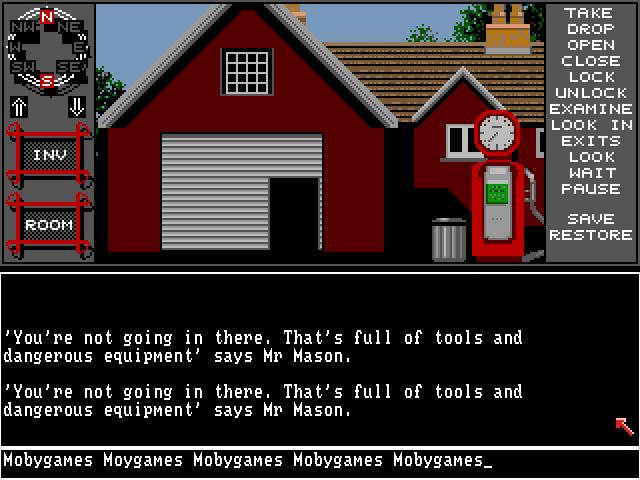 N
NW NE
W E
SW SE
S
INV
ROOM
TAKE
DROP
OPEN
CLOSE
LOCK
UNLOCK
EXAMINE
LOOK IN
EXITS
LOOK
WAIT
PAUSE
SAVE
RESTORE
'You're not going in there. That's full of tools and
dangerous equipment' says Mr Mason.
'You're not going in there. That's full of tools and
dangerous equipment' says Mr Mason.
Mobygames Moygames Mobygames Mobygames Mobygames_